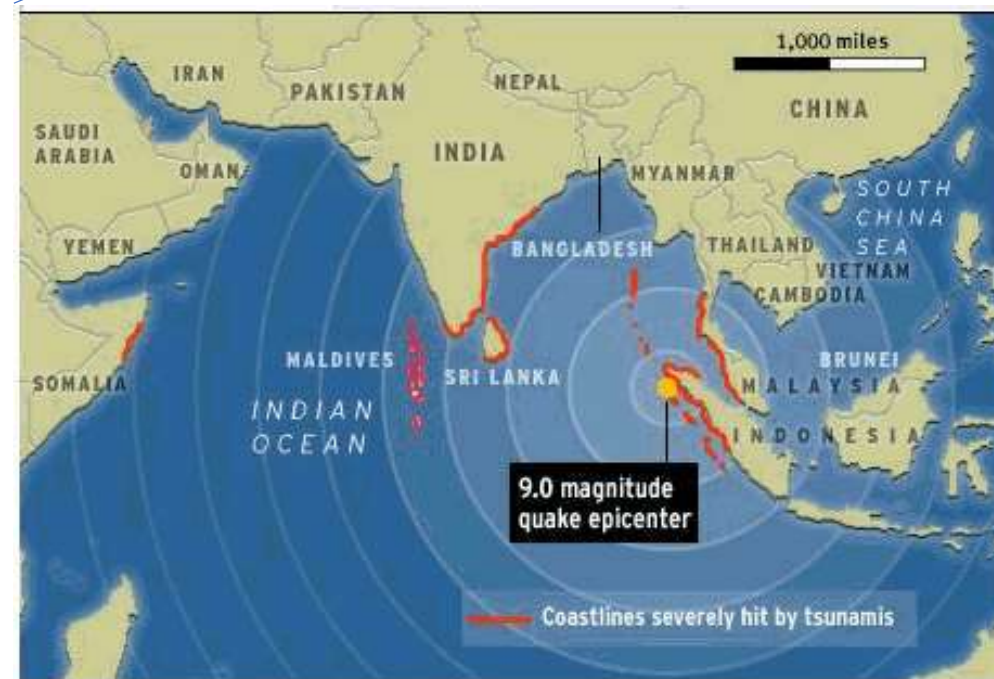 1,000 miles
IRAN
PAKISTAN
NEPAL
CHINA
SAUDI
ARABIA
OMAN
INDIA
MYANMAR
SOUTH
CHINA
SEA
YEMEN
BANGLADESH
THAILAND
VIETNAM
CAMBODIA
SOMALIA
MALDIVES
SRI LANKA
BRUNEI
MALAYSIA
INDIAN
OCEAN
INDONESIA
9.0 magnitude
quake epicenter
Coastlines severely hit by tsunamis